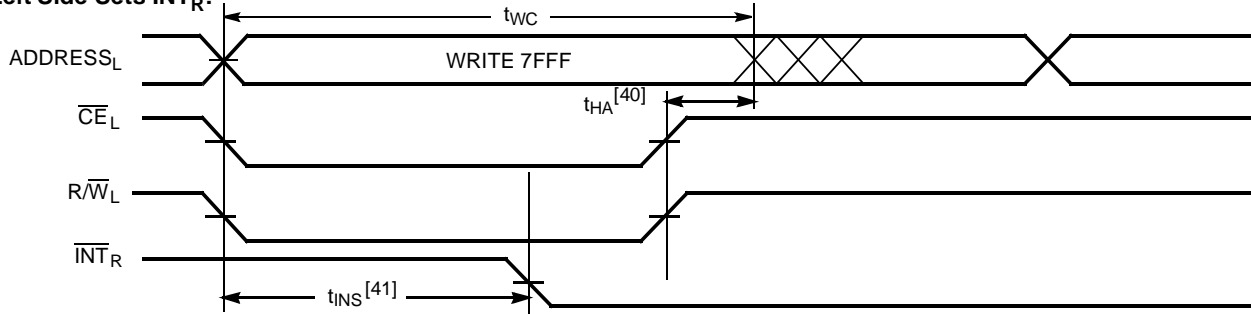 Left Side Sets INTR:
tWC
ADDRESSL
WRITE 7FFF
tHA[40]
CEL
R/WL
INTR
tINS[41]